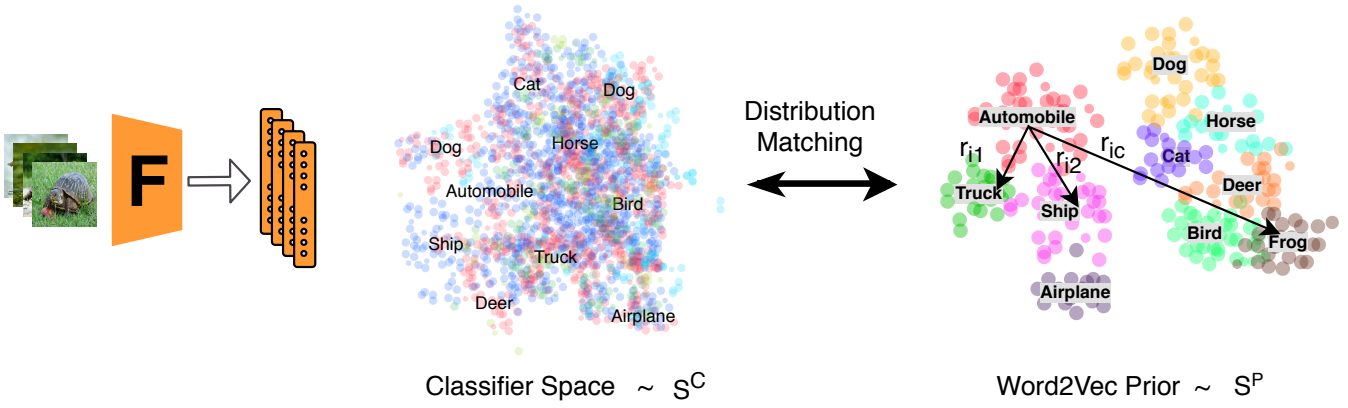 F
Cat
Dog
Horse
Dog
Automobile
Bird
Ship
Truck
Deer
Airplane
Classifier Space ~ S^C
Distribution
Matching
Dog
Automobile
Horse
r_i1
r_i2
r_ic
Cat
Truck
Ship
Deer
Bird
Frog
Airplane
Word2Vec Prior ~ S^P